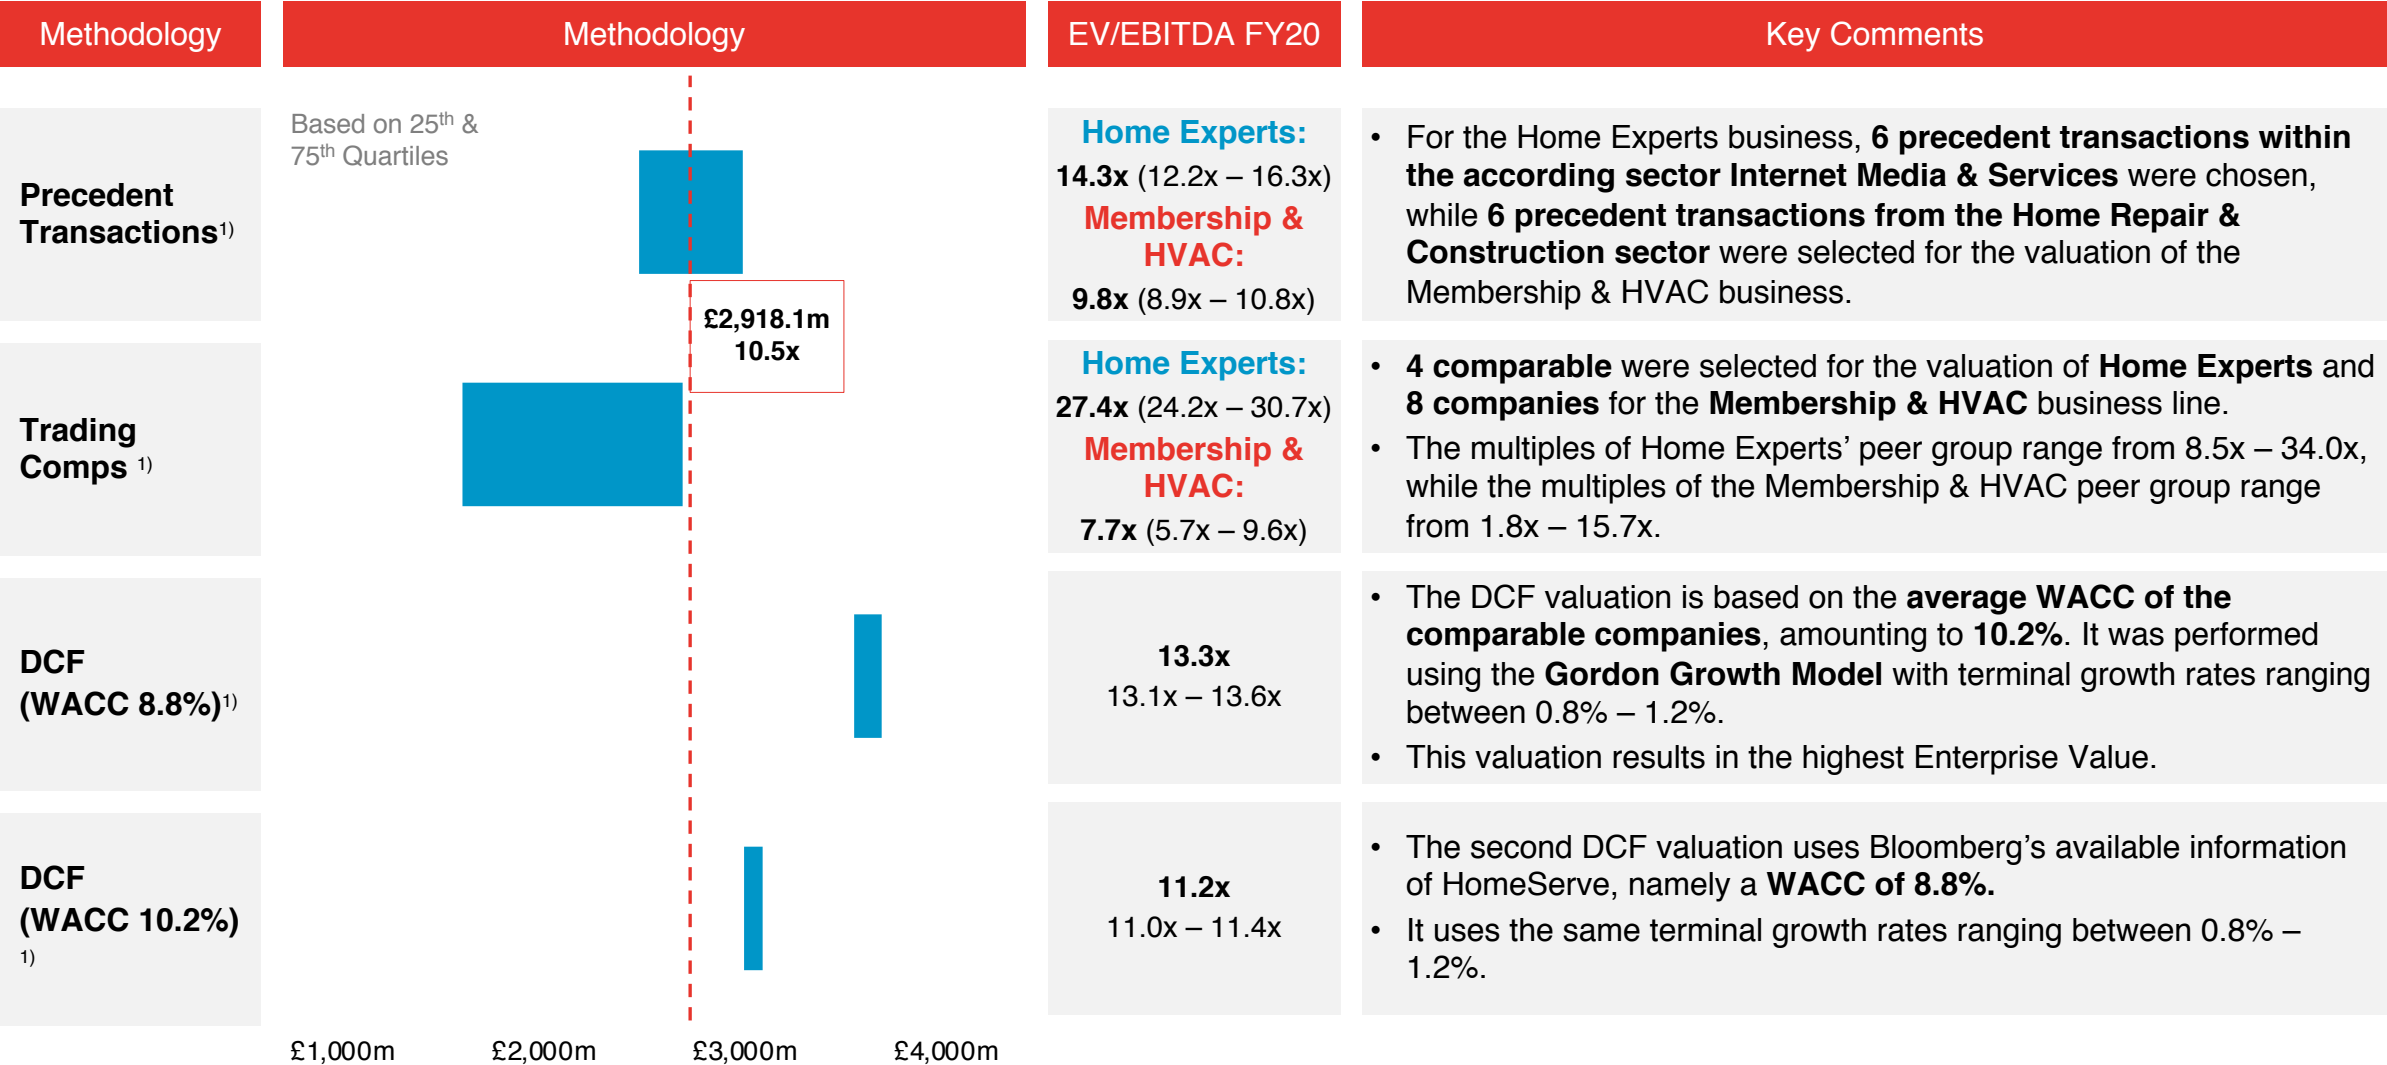 Methodology
Methodology
EV/EBITDA FY20
Key Comments
Precedent
Transactions1)
Based on 25th &
75th Quartiles
Home Experts:
14.3x (12.2x – 16.3x)
Membership &
HVAC:
9.8x (8.9x – 10.8x)
• For the Home Experts business, 6 precedent transactions within
the according sector Internet Media & Services were chosen,
while 6 precedent transactions from the Home Repair &
Construction sector were selected for the valuation of the
Membership & HVAC business.
£2,918.1m
10.5x
Trading
Comps 1)
Home Experts:
27.4x (24.2x – 30.7x)
Membership &
HVAC:
7.7x (5.7x – 9.6x)
• 4 comparable were selected for the valuation of Home Experts and
8 companies for the Membership & HVAC business line.
• The multiples of Home Experts’ peer group range from 8.5x – 34.0x,
while the multiples of the Membership & HVAC peer group range
from 1.8x – 15.7x.
DCF
(WACC 8.8%)1)
13.3x
13.1x – 13.6x
• The DCF valuation is based on the average WACC of the
comparable companies, amounting to 10.2%. It was performed
using the Gordon Growth Model with terminal growth rates ranging
between 0.8% – 1.2%.
• This valuation results in the highest Enterprise Value.
DCF
(WACC 10.2%)
1)
11.2x
11.0x – 11.4x
• The second DCF valuation uses Bloomberg’s available information
of HomeServe, namely a WACC of 8.8%.
• It uses the same terminal growth rates ranging between 0.8% –
1.2%.
£1,000m
£2,000m
£3,000m
£4,000m